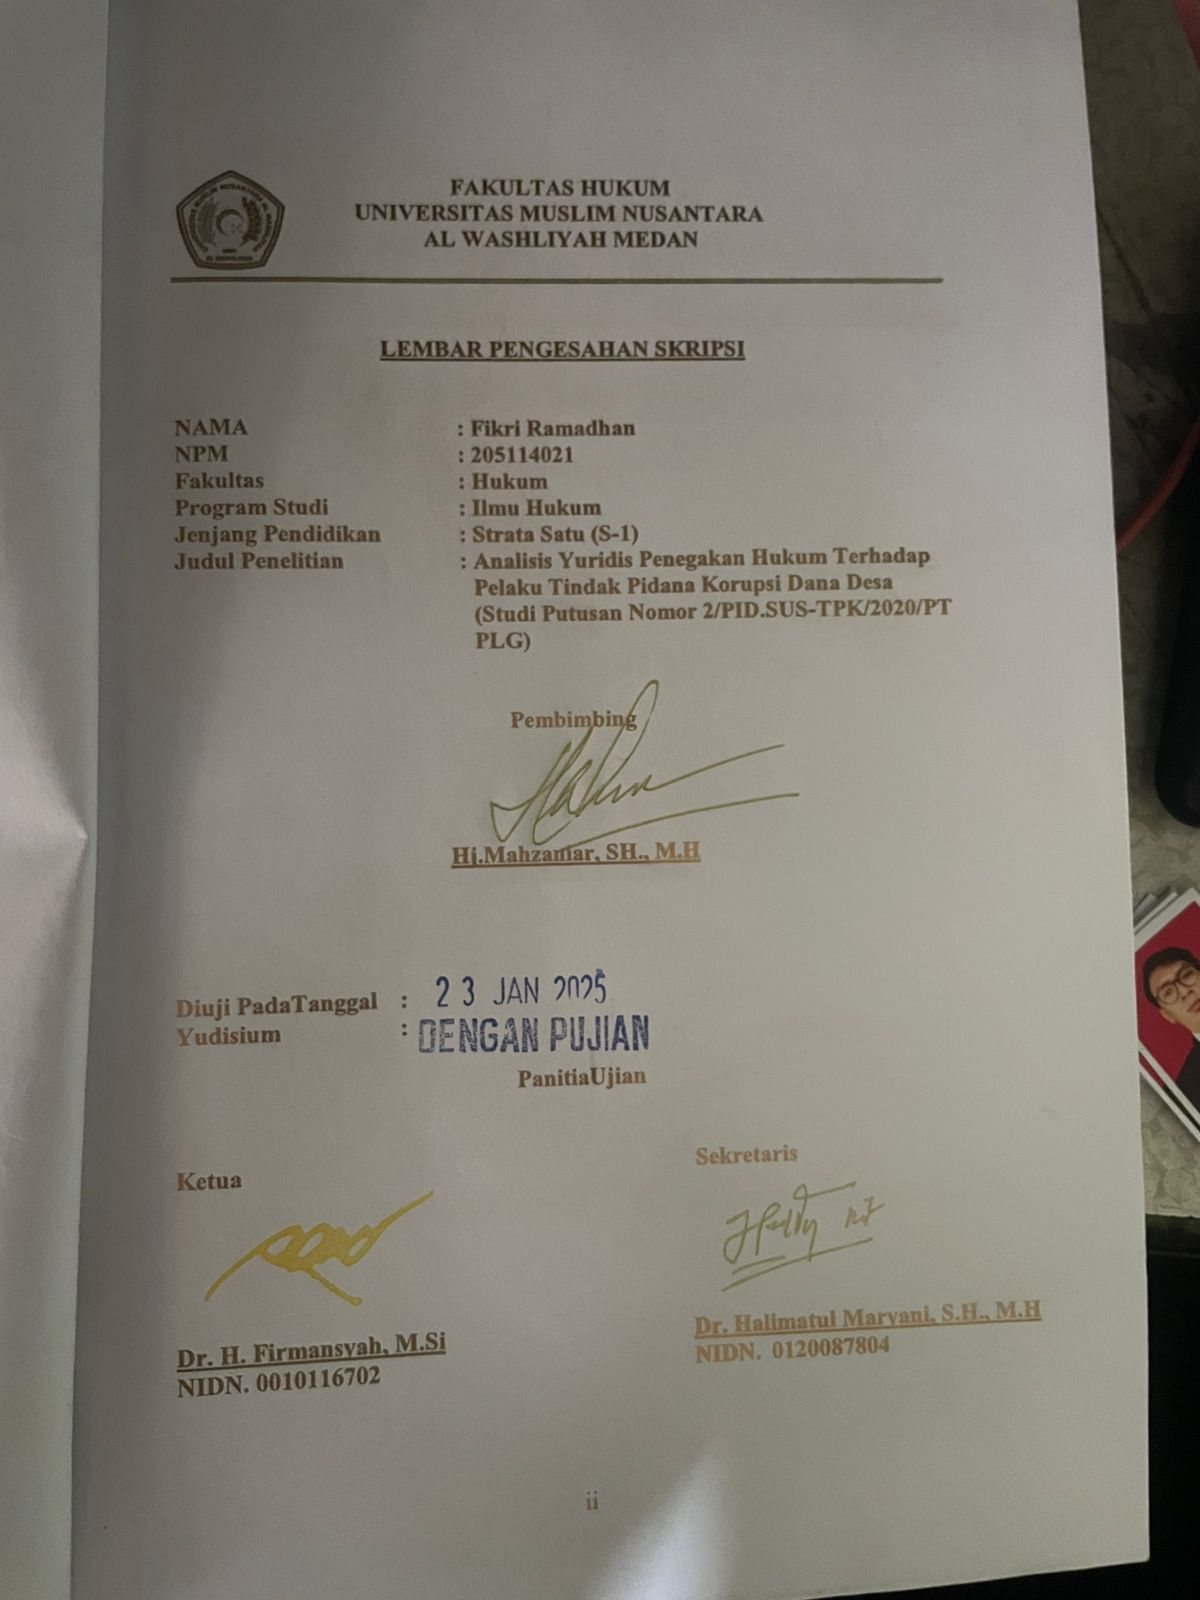 FAKULTAS HUKUM
UNIVERSITAS MUSLIM NUSANTARA
AL WASHLIYAH MEDAN
LEMBAR PENGESAHAN SKRIPSI
NAMA : Fikri Ramadhan
NPM : 205114021
Fakultas : Hukum
Program Studi : Ilmu Hukum
Jenjang Pendidikan : Strata Satu (S-1)
Judul Penelitian : Analisis Yuridis Penegakan Hukum Terhadap
Pelaku Tindak Pidana Korupsi Dana Desa
(Studi Putusan Nomor 2/PID.SUS-TPK/2020/PT
PLG)
Pembimbing
Hj.Mahzaniar, SH., M.H
Diuji PadaTanggal : 23 JAN 2025
Yudisium : DENGAN PUJIAN
PanitiaUjian
Ketua
Sekretaris
Dr. H. Firmansyah, M.Si
NIDN. 0010116702
Dr. Halimatul Maryani, S.H., M.H
NIDN. 0120087804
ii